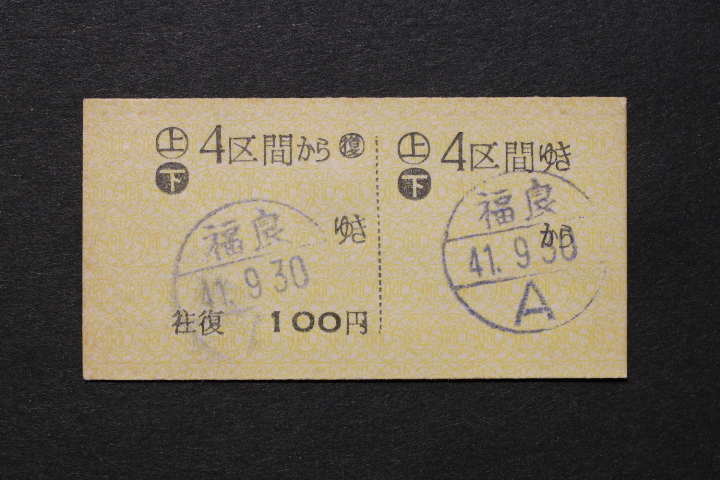 上 4区間から 復
下
ゆき
福良
41.9.30
往復 100円
上 4区間ゆき
下
福良
から
41.9.30
A